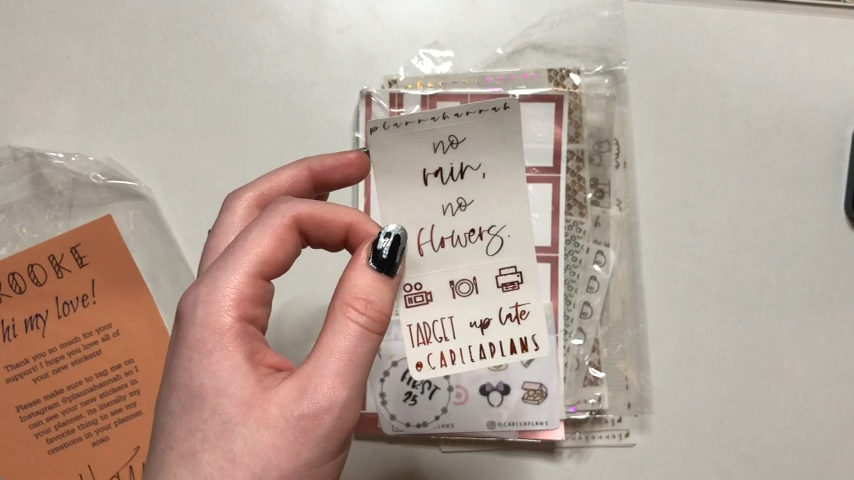 ROOKE
hi my love!
Thank you so much for your
support! I hope you love all of
your new stickers!
Please make sure to tag me on
Instagram @plannahannah so I
can see your new stickers in
your planner, its literally my
favorite thing to see my
creations in your planner.
xoxo
plannahannah
no
rain,
no
flowers.
TARGET up late
@CARLEAPLANS
FIRST
25
@CARLEAPLANS